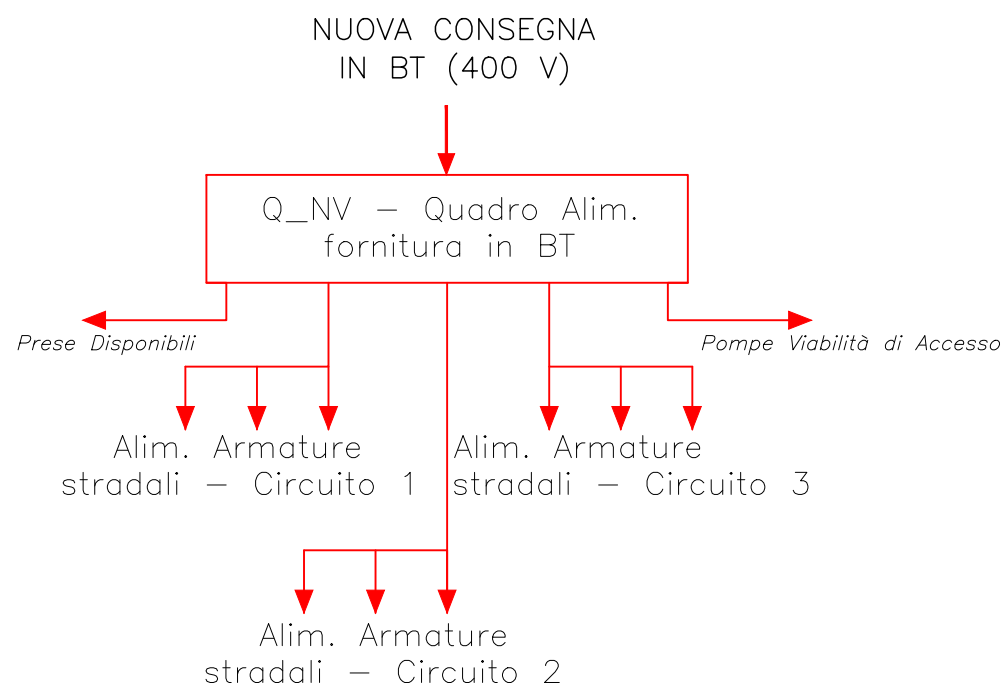 NUOVA CONSEGNA
IN BT (400 V)
Q_NV – Quadro Alim.
fornitura in BT
Prese Disponibili
Pompe Viabilità di Accesso
Alim. Armature
stradali – Circuito 1
Alim. Armature
stradali – Circuito 3
Alim. Armature
stradali – Circuito 2